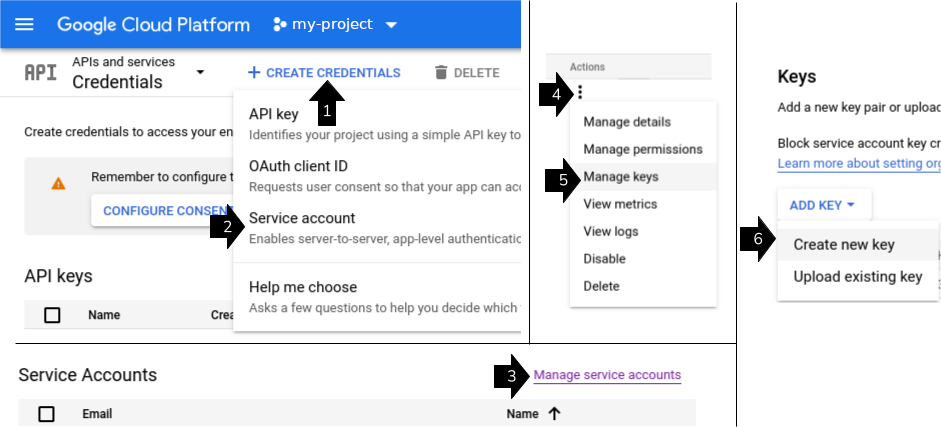 Google Cloud Platform my-project
API APIs and services
Credentials
+ CREATE CREDENTIALS
DELETE
1
API key
Identifies your project using a simple API key to
OAuth client ID
Requests user consent so that your app can
2
Service account
Enables server-to-server, app-level
Help me choose
Asks a few questions to help you decide which
Create credentials to access your en
Remember to configure t
CONFIGURE CONSENT
API keys
Name
Crea
Service Accounts
3
Manage service accounts
Email
Name
Actions
4
Manage details
Manage permissions
5
Manage keys
View metrics
View logs
Disable
Delete
Keys
Add a new key pair or upload
Block service account key cr
Learn more about setting org
ADD KEY
6
Create new key
Upload existing key